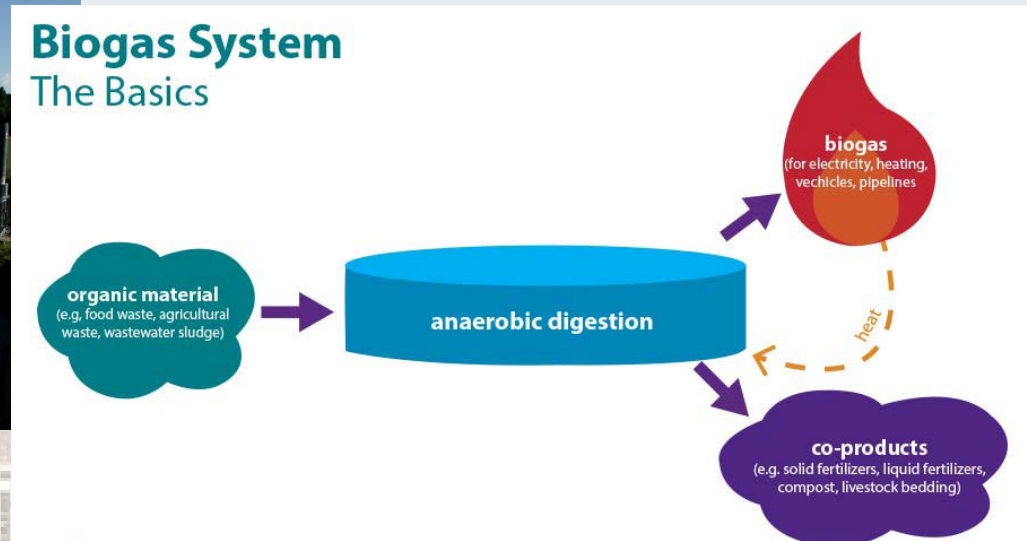 Biogas System
The Basics
biogas
(for electricity, heating,
vechicles, pipelines
organic material
(e.g, food waste, agricultural
waste, wastewater sludge)
anaerobic digestion
heat
co-products
(e.g. solid fertilizers, liquid fertilizers,
compost, livestock bedding)